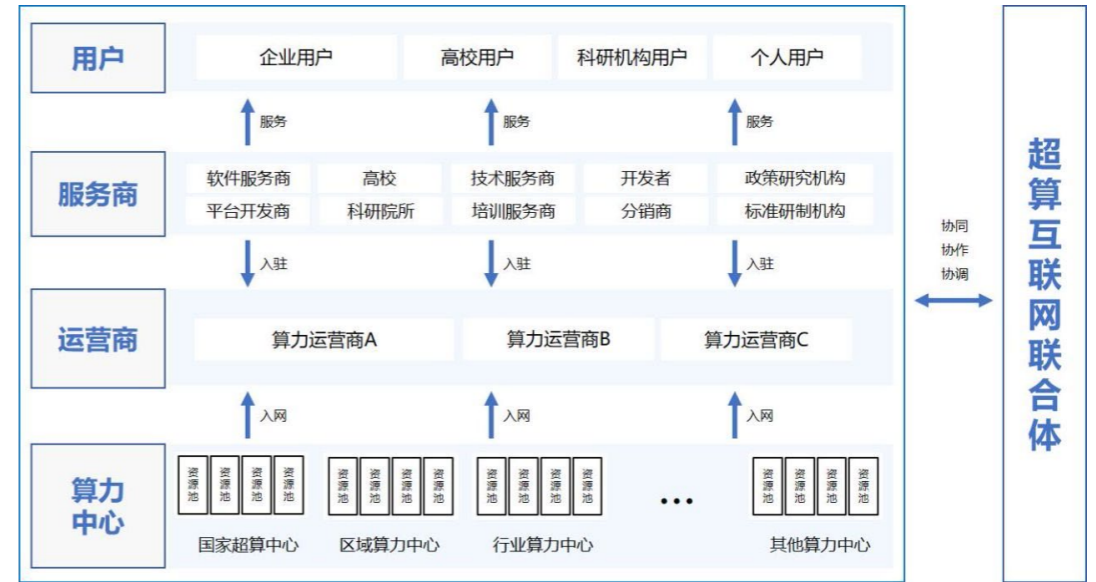 用户
企业用户 高校用户 科研机构用户 个人用户
服务 服务 服务
服务商
软件服务商 高校 技术服务商 开发者 政策研究机构
平台开发商 科研院所 培训服务商 分销商 标准研制机构
入驻 入驻 入驻
运营商
算力运营商A 算力运营商B 算力运营商C
入网 入网 入网
算力
中心
资源池 资源池 资源池 资源池 资源池 资源池 资源池 资源池 资源池 资源池 资源池 资源池 ••• 资源池 资源池 资源池 资源池
国家超算中心 区域算力中心 行业算力中心 其他算力中心
协同
协作
协调
超算互联网联合体